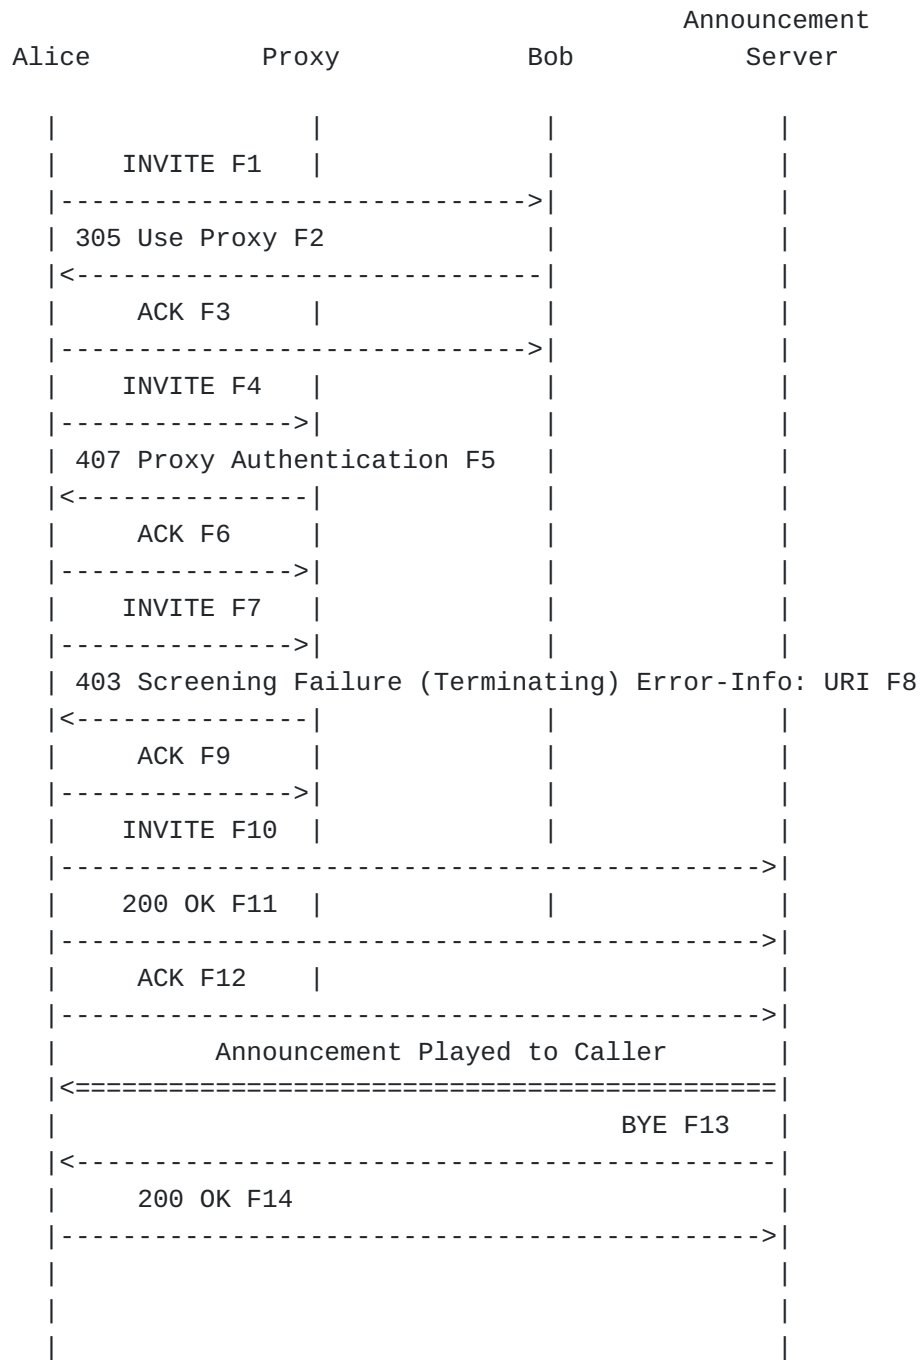 Announcement
Alice Proxy Bob Server
INVITE F1
305 Use Proxy F2
ACK F3
INVITE F4
407 Proxy Authentication F5
ACK F6
INVITE F7
403 Screening Failure (Terminating) Error-Info: URI F8
ACK F9
INVITE F10
200 OK F11
ACK F12
Announcement Played to Caller
BYE F13
200 OK F14